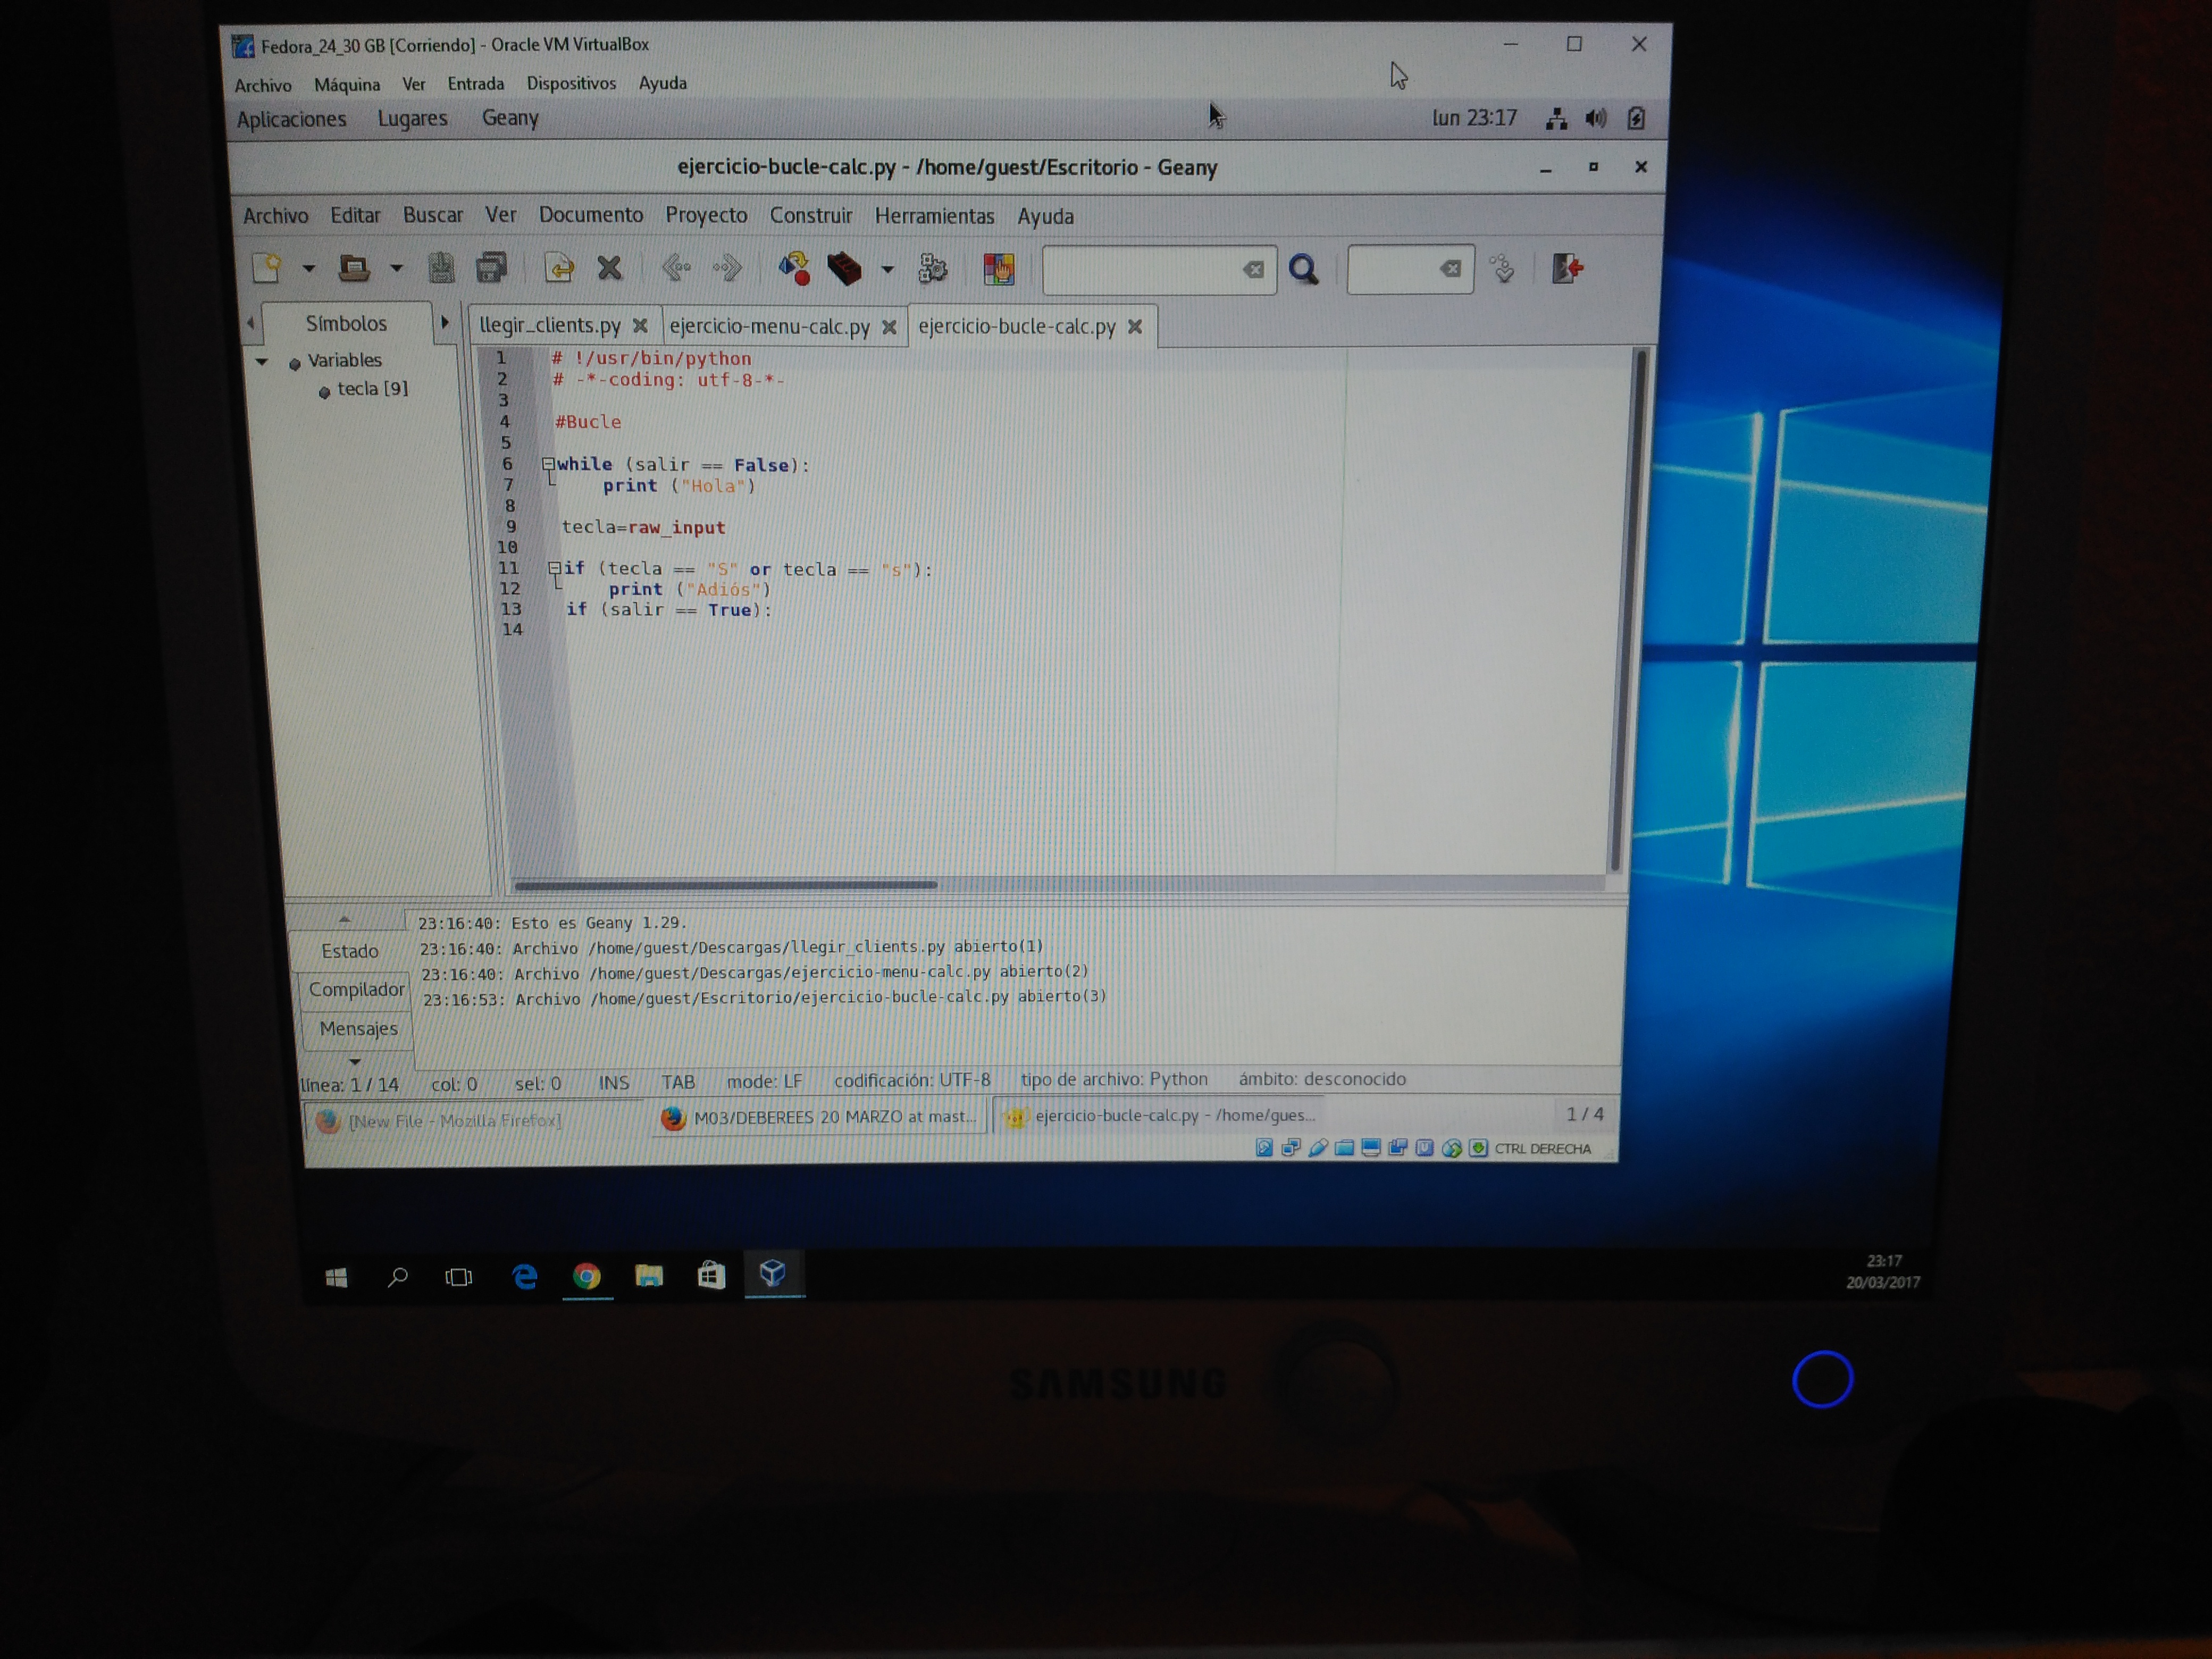 Fedora_24_30 GB [Corriendo] - Oracle VM VirtualBox
Archivo Máquina Ver Entrada Dispositivos Ayuda
Aplicaciones Lugares Geany lun 23:17
ejercicio-bucle-calc.py - /home/guest/Escritorio - Geany
Archivo Editar Buscar Ver Documento Proyecto Construir Herramientas Ayuda
Símbolos
Variables
tecla [9]
llegir_clients.py ejercicio-menu-calc.py ejercicio-bucle-calc.py
1 # !/usr/bin/python
2 # -*-coding: utf-8-*-
3
4 #Bucle
5
6 while (salir == False):
7 print ("Hola")
8
9 tecla=raw_input
10
11 if (tecla == "S" or tecla == "s"):
12 print ("Adiós")
13 if (salir == True):
14
Estado
Compilador
Mensajes
23:16:40: Esto es Geany 1.29.
23:16:40: Archivo /home/guest/Descargas/llegir_clients.py abierto(1)
23:16:40: Archivo /home/guest/Descargas/ejercicio-menu-calc.py abierto(2)
23:16:53: Archivo /home/guest/Escritorio/ejercicio-bucle-calc.py abierto(3)
línea: 1 / 14 col: 0 sel: 0 INS TAB mode: LF codificación: UTF-8 tipo de archivo: Python ámbito: desconocido
[New File - Mozilla Firefox] M03/DEBEREES 20 MARZO at mast... ejercicio-bucle-calc.py - /home/gues... 1 / 4
CTRL DERECHA
23:17
20/03/2017
SAMSUNG